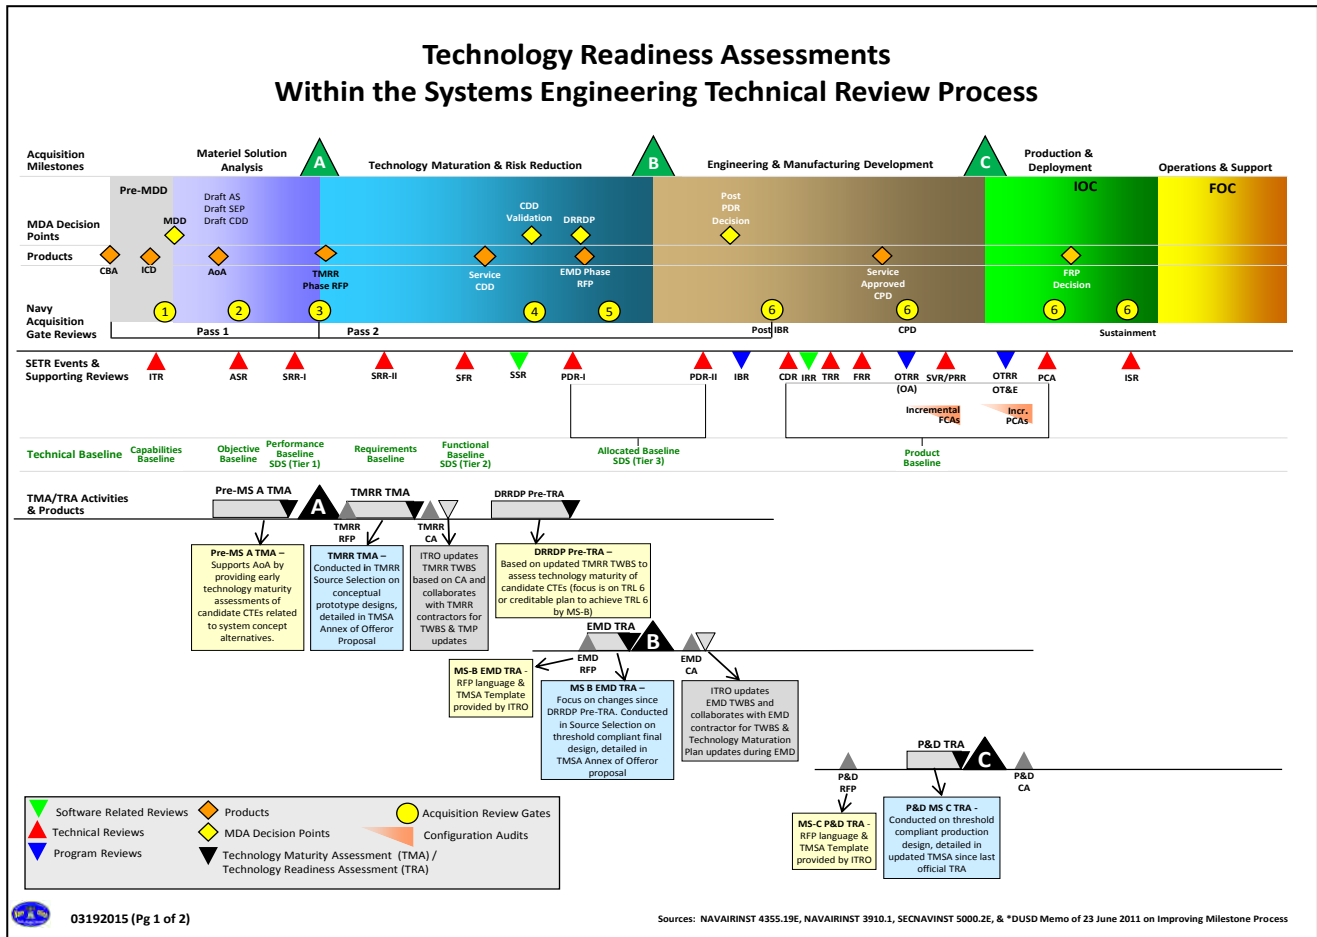 Technology Readiness Assessments
Within the Systems Engineering Technical Review Process
Acquisition
Milestones
Materiel Solution
Analysis
A
Technology Maturation & Risk Reduction
B
Engineering & Manufacturing Development
C
Production &
Deployment
Operations & Support
Pre-MDD
IOC
FOC
Draft AS
Draft SEP
Draft CDD
MDA Decision
Points
MDD
CDD
Validation
DRRDP
Post
PDR
Decision
Products
CBA
ICD
AoA
TMRR
Phase RFP
Service
CDD
EMD Phase
RFP
Service
Approved
CPD
FRP
Decision
Navy
Acquisition
Gate Reviews
1
2
3
4
5
6
6
6
6
Pass 1
Pass 2
Post IBR
CPD
Sustainment
SETR Events &
Supporting Reviews
ITR
ASR
SRR-I
SRR-II
SFR
SSR
PDR-I
PDR-II
IBR
CDR
IRR
TRR
FRR
OTRR
(OA)
SVR/PRR
OTRR
OT&E
PCA
ISR
Incremental
FCAs
Incr.
PCAs
Technical Baseline
Capabilities
Baseline
Objective
Baseline
Performance
Baseline
SDS (Tier 1)
Requirements
Baseline
Functional
Baseline
SDS (Tier 2)
Allocated Baseline
SDS (Tier 3)
Product
Baseline
TMA/TRA Activities
& Products
Pre-MS A TMA
A
TMRR TMA
TMRR
RFP
TMRR
CA
DRRDP Pre-TRA
Pre-MS A TMA –
Supports AoA by
providing early
technology maturity
assessments of
candidate CTEs related
to system concept
alternatives.
TMRR TMA –
Conducted in TMRR
Source Selection on
conceptual
prototype designs,
detailed in TMSA
Annex of Offeror
Proposal
ITRO updates
TMRR TWBS
based on CA and
collaborates
with TMRR
contractors for
TWBS & TMP
updates
DRRDP Pre-TRA –
Based on updated TMRR TWBS to
assess technology maturity of
candidate CTEs (focus is on TRL 6
or creditable plan to achieve TRL 6
by MS-B)
EMD TRA
B
EMD
RFP
EMD
CA
MS-B EMD TRA -
RFP language &
TMSA Template
provided by ITRO
MS B EMD TRA –
Focus on changes since
DRRDP Pre-TRA. Conducted
in Source Selection on
threshold compliant final
design, detailed in
TMSA Annex of Offeror
proposal
ITRO updates
EMD TWBS and
collaborates with EMD
contractor for TWBS &
Technology Maturation
Plan updates during EMD
P&D TRA
C
P&D
RFP
P&D
CA
MS-C P&D TRA -
RFP language &
TMSA Template
provided by ITRO
P&D MS C TRA -
Conducted on threshold
compliant production
design, detailed in
updated TMSA since last
official TRA
Software Related Reviews
Technical Reviews
Program Reviews
Products
MDA Decision Points
Technology Maturity Assessment (TMA) /
Technology Readiness Assessment (TRA)
Acquisition Review Gates
Configuration Audits
03192015 (Pg 1 of 2)
Sources: NAVAIRINST 4355.19E, NAVAIRINST 3910.1, SECNAVINST 5000.2E, & *DUSD Memo of 23 June 2011 on Improving Milestone Process